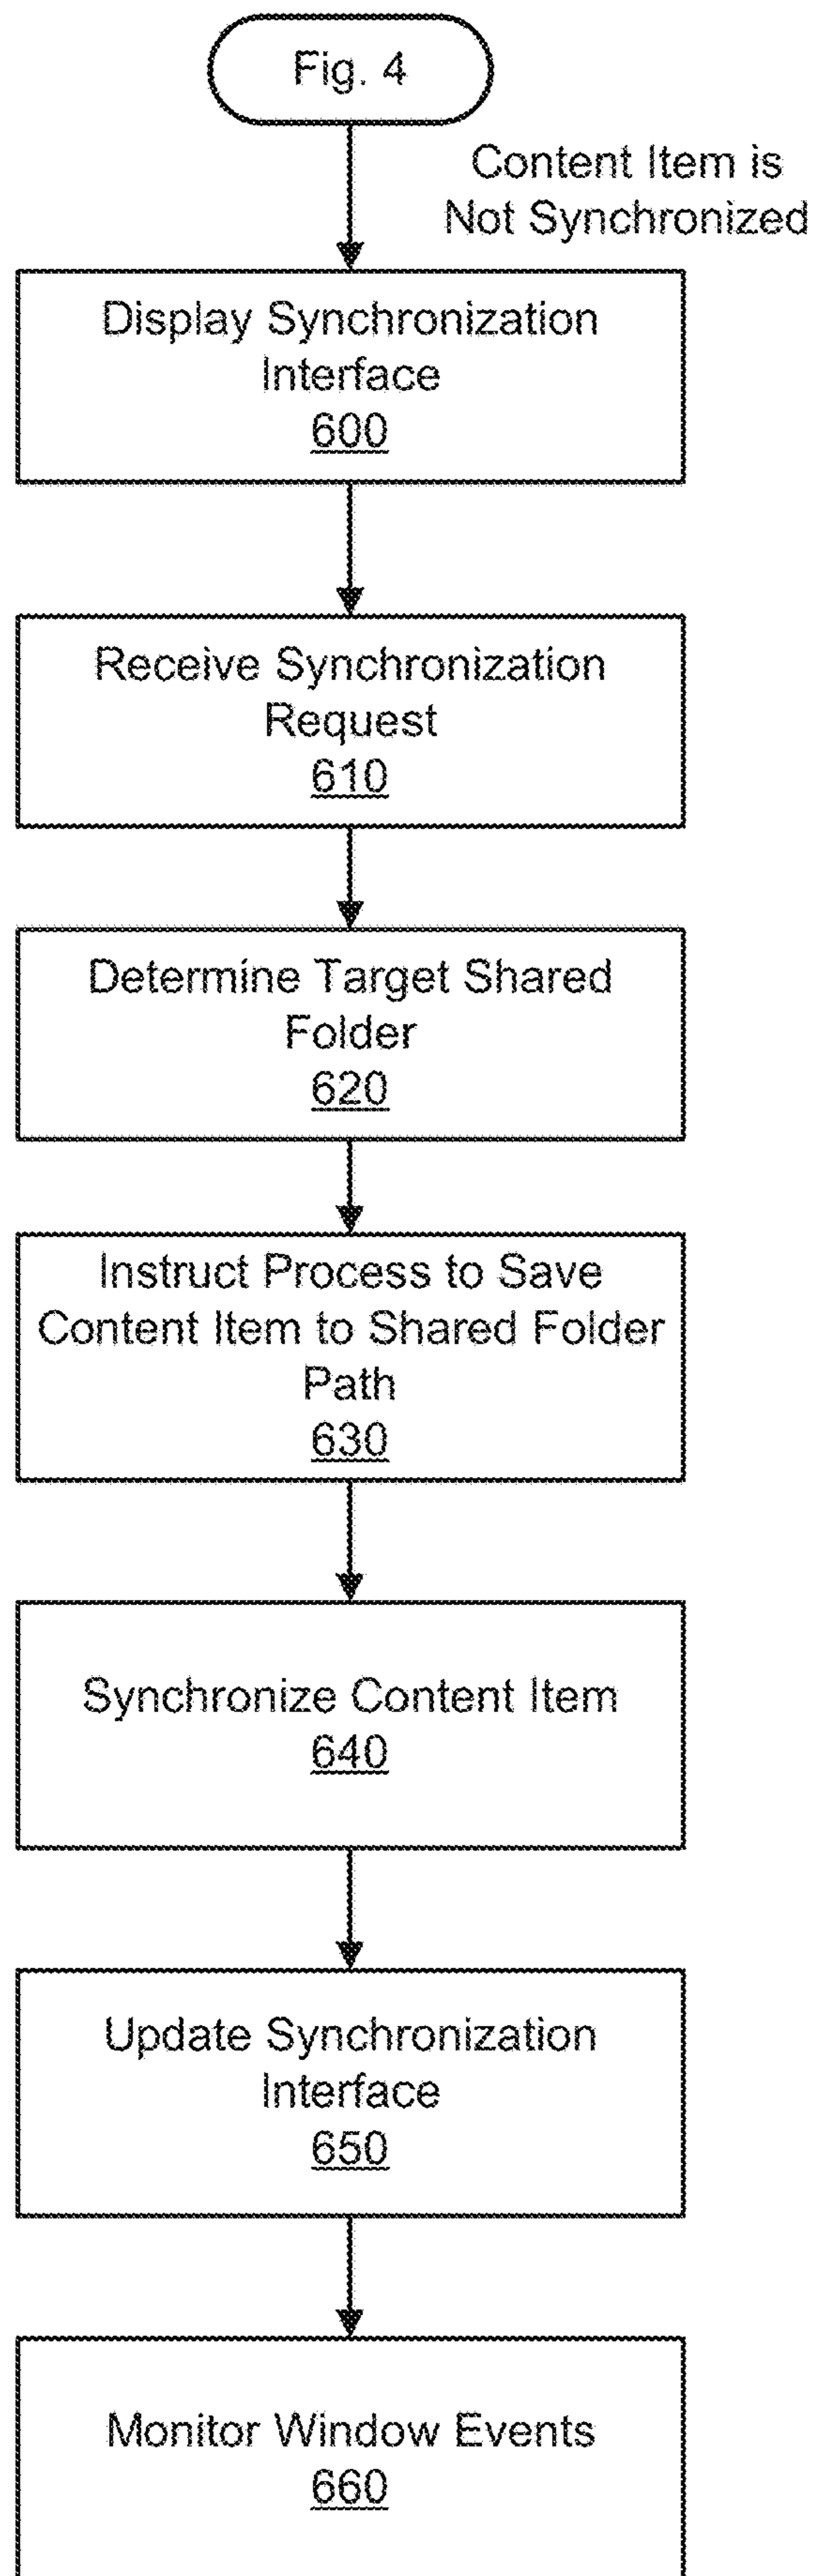 Fig. 4
Content Item is
Not Synchronized
Display Synchronization
Interface
600
Receive Synchronization
Request
610
Determine Target Shared
Folder
620
Instruct Process to Save
Content Item to Shared Folder
Path
630
Synchronize Content Item
640
Update Synchronization
Interface
650
Monitor Window Events
660